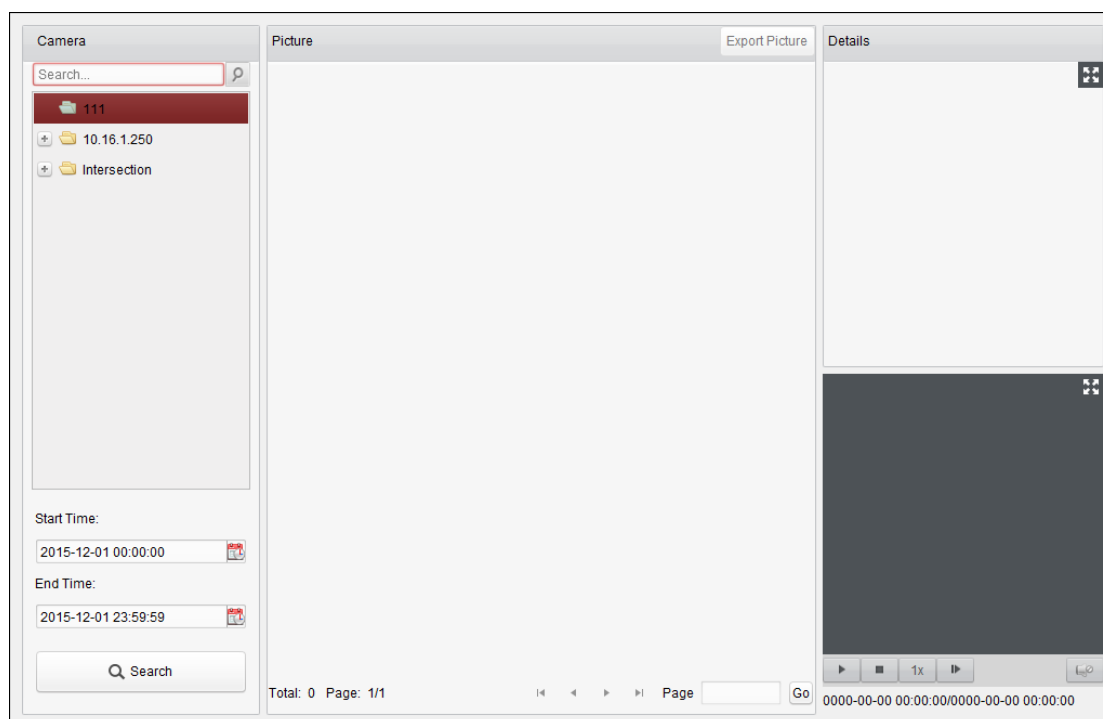 Camera
Search...
111
10.16.1.250
Intersection
Start Time:
2015-12-01 00:00:00
End Time:
2015-12-01 23:59:59
Search
Picture
Export Picture
Total: 0 Page: 1/1
Page
Go
Details
1x
0000-00-00 00:00:00/0000-00-00 00:00:00